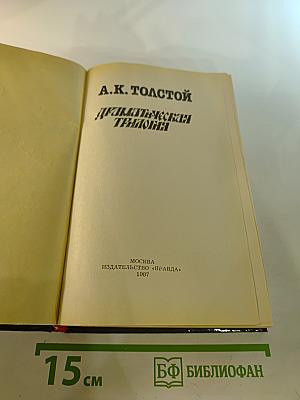 А.К. ТОЛСТОЙ
ДРАМАТИЧЕСКАЯ
ТРИЛОГИЯ
МОСКВА
ИЗДАТЕЛЬСТВО «ПРАВДА»
1987
15 см
БФ БИБЛИОФАН